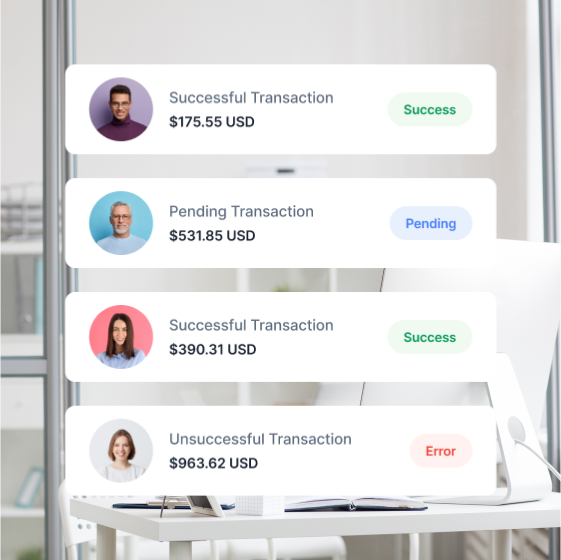 Successful Transaction
$175.55 USD
Success
Pending Transaction
$531.85 USD
Pending
Successful Transaction
$390.31 USD
Success
Unsuccessful Transaction
$963.62 USD
Error